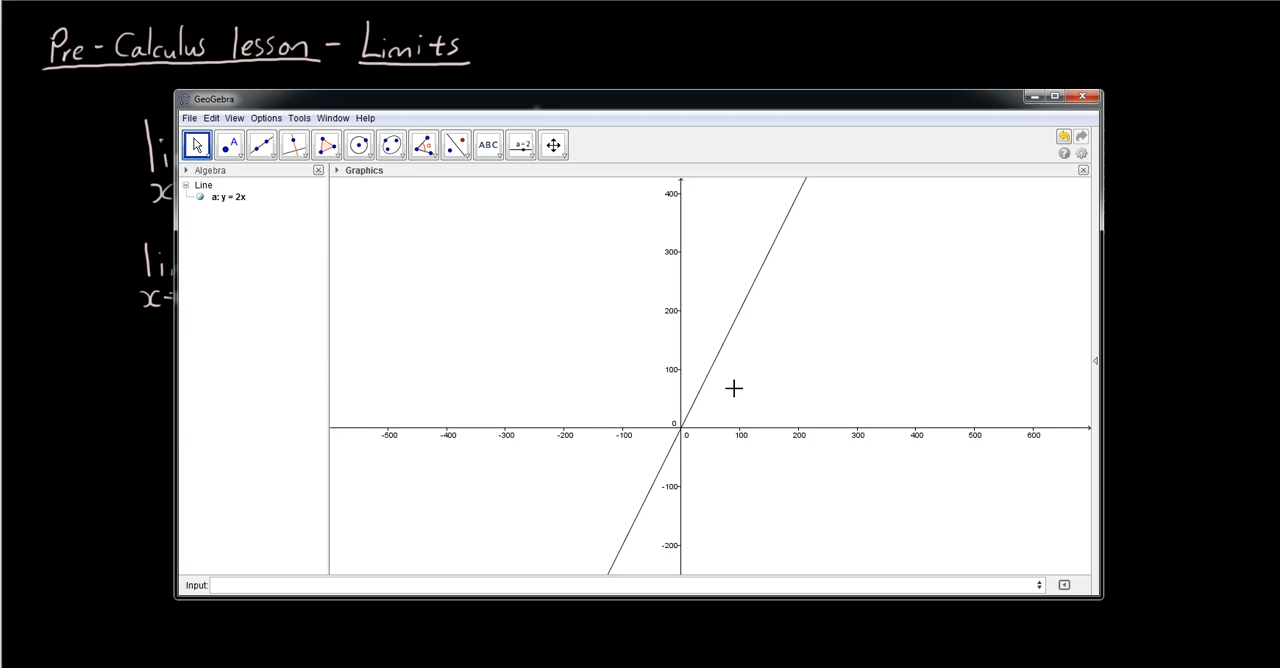 Pre-Calculus lesson - Limits
GeoGebra
File Edit View Options Tools Window Help
A
ABC
a=2
Algebra
Graphics
Line
a: y = 2x
400
300
200
100
0
-500 -400 -300 -200 -100 0 100 200 300 400 500 600
-100
-200
li
x
li
x-
Input: